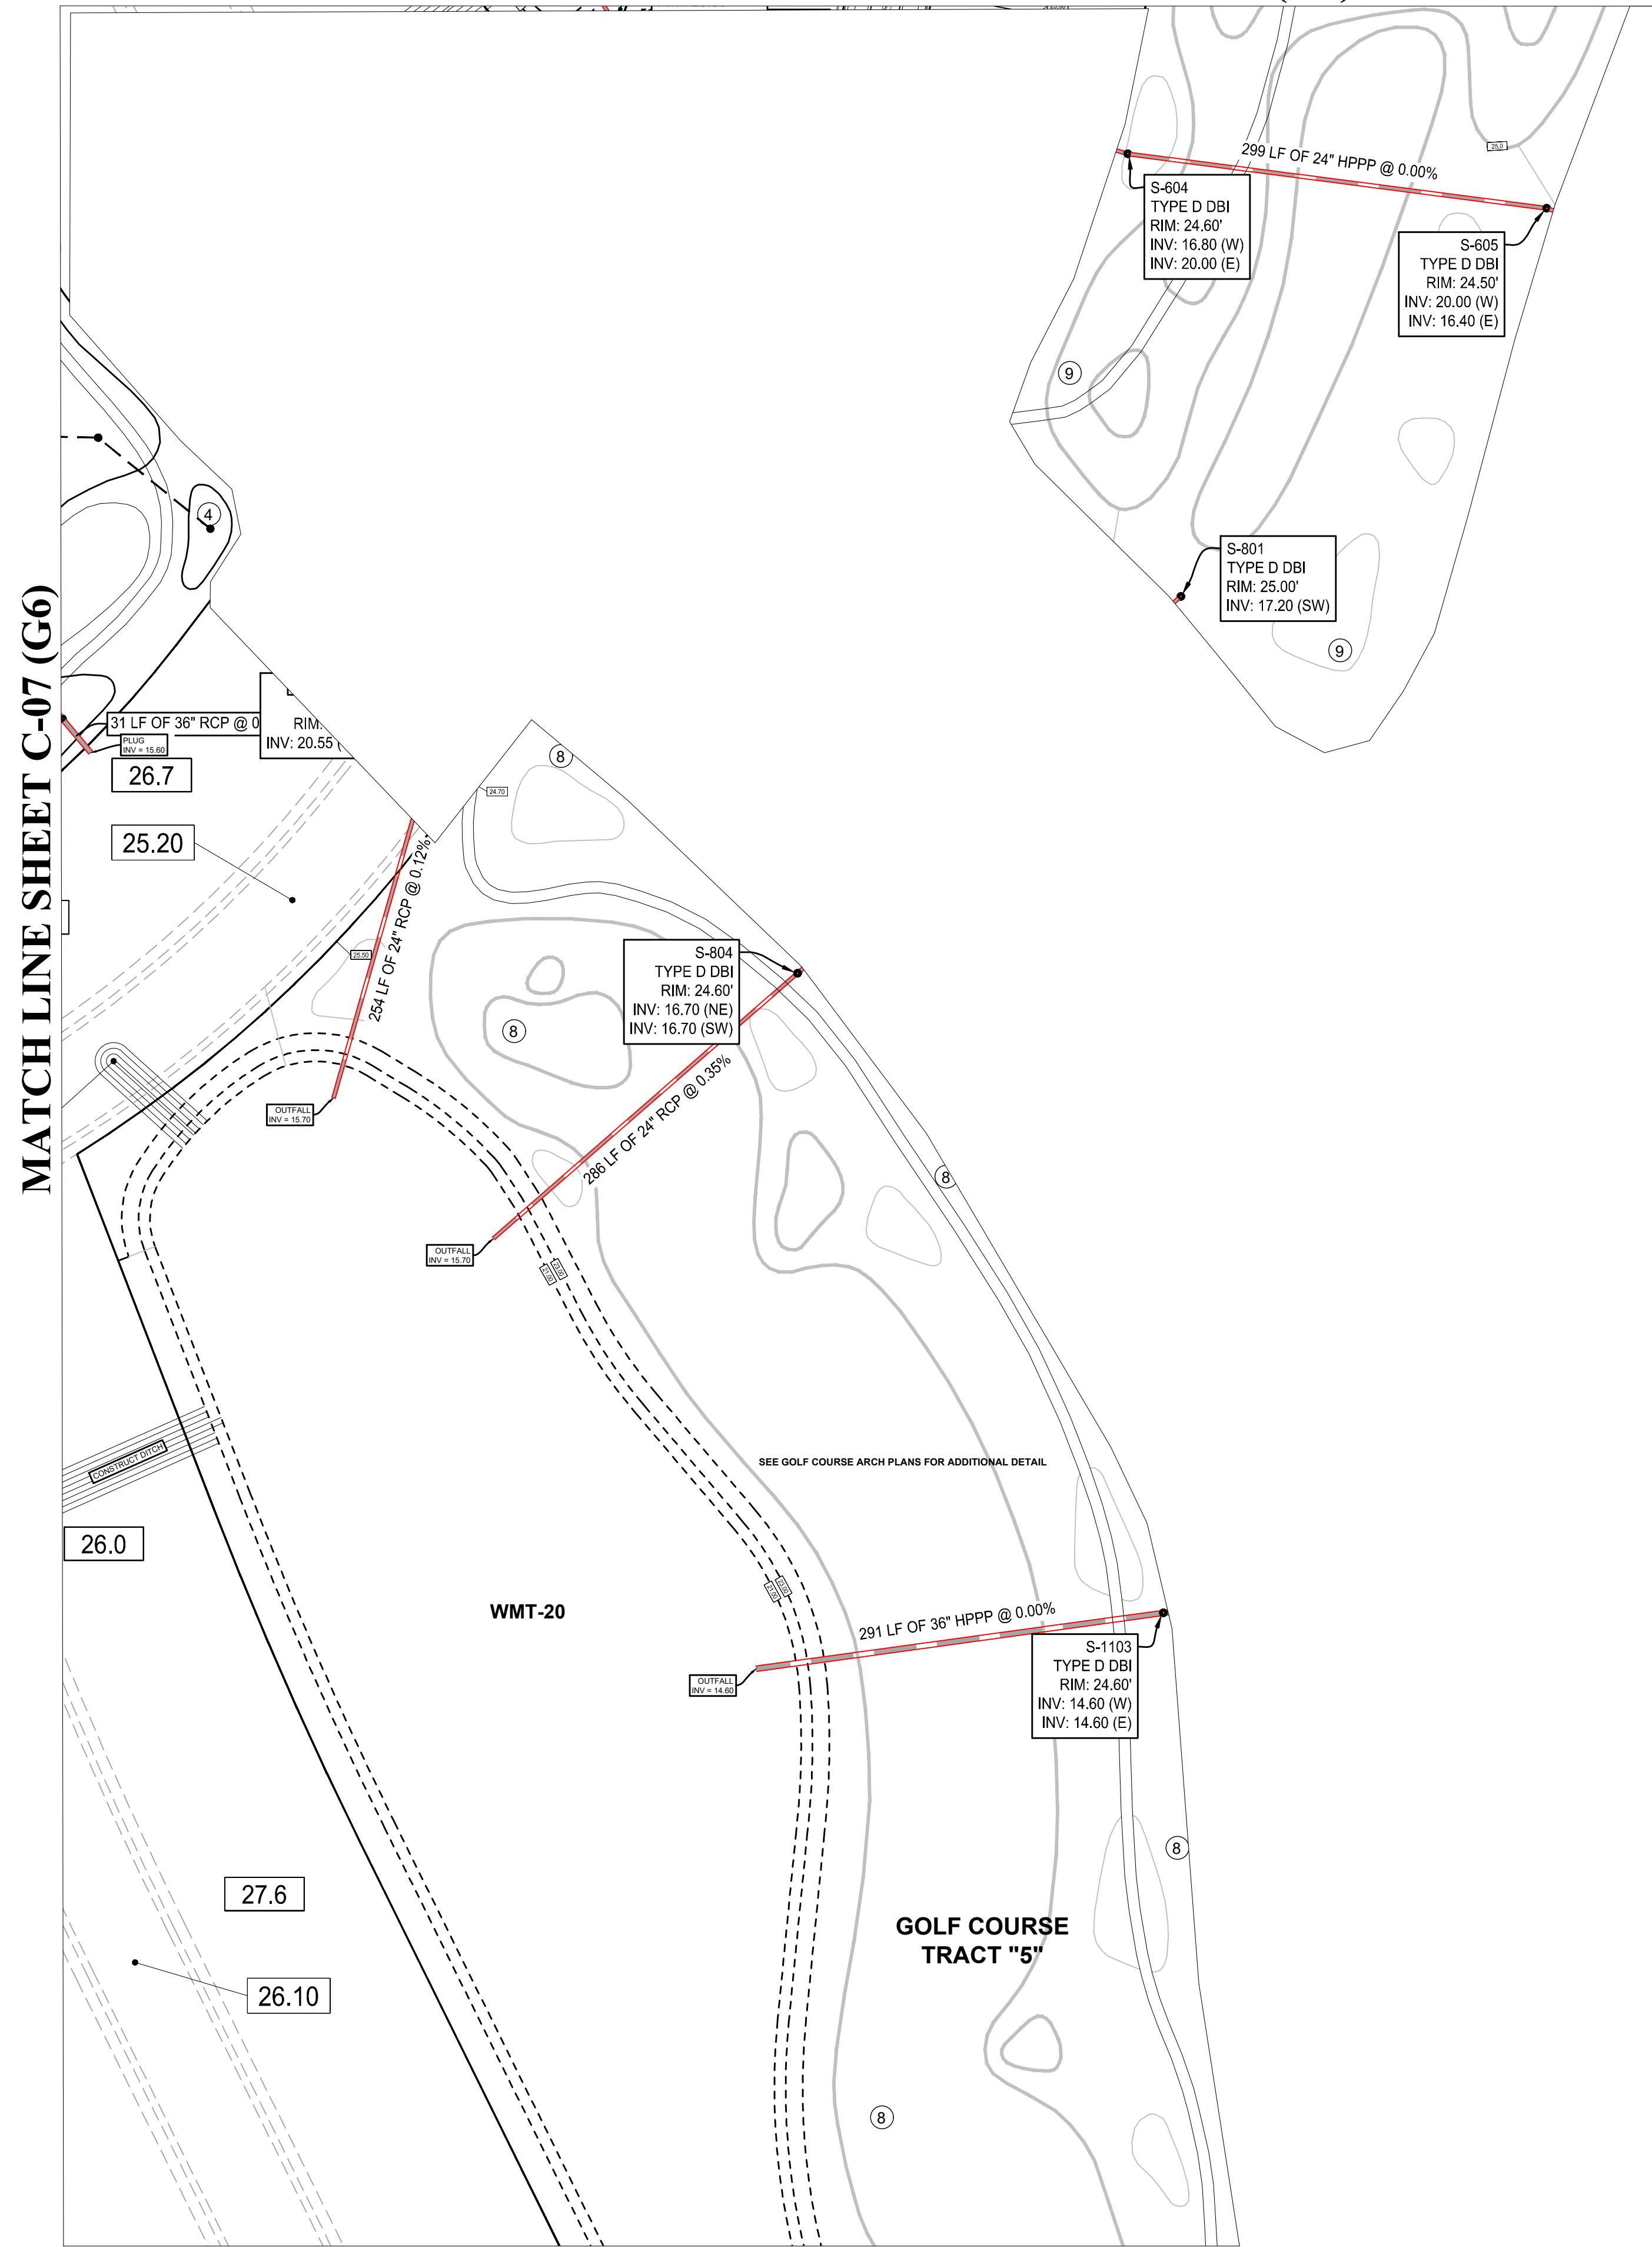 299 LF OF 24" HPPP @ 0.00%
25.0
S-604
TYPE D DBI
RIM: 24.60'
INV: 16.80 (W)
INV: 20.00 (E)
S-605
TYPE D DBI
RIM: 24.50'
INV: 20.00 (W)
INV: 16.40 (E)
9
4
S-801
TYPE D DBI
RIM: 25.00'
INV: 17.20 (SW)
9
MATCH LINE SHEET C-07 (G6)
31 LF OF 36" RCP @ 0
RIM:
INV: 20.55 (
PLUG
INV = 15.60
26.7
8
24.70
25.20
254 LF OF 24" RCP @ 0.12%
25.50
S-804
TYPE D DBI
RIM: 24.60'
INV: 16.70 (NE)
INV: 16.70 (SW)
8
OUTFALL
INV = 15.70
286 LF OF 24" RCP @ 0.35%
8
OUTFALL
INV = 15.70
21.00
23.00
CONSTRUCT DITCH
SEE GOLF COURSE ARCH PLANS FOR ADDITIONAL DETAIL
26.0
WMT-20
21.00
23.00
291 LF OF 36" HPPP @ 0.00%
OUTFALL
INV = 14.60
S-1103
TYPE D DBI
RIM: 24.60'
INV: 14.60 (W)
INV: 14.60 (E)
8
27.6
GOLF COURSE
TRACT "5"
26.10
8